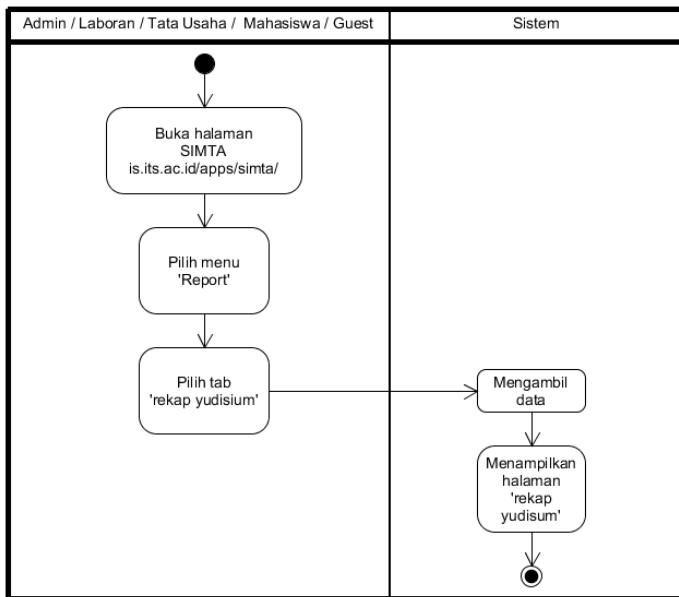 Admin / Laboran / Tata Usaha / Mahasiswa / Guest
Sistem
Buka halaman
SIMTA
is.its.ac.id/apps/simta/
Pilih menu
'Report'
Pilih tab
'rekap yudisium'
Mengambil
data
Menampilkan
halaman
'rekap
yudisum'